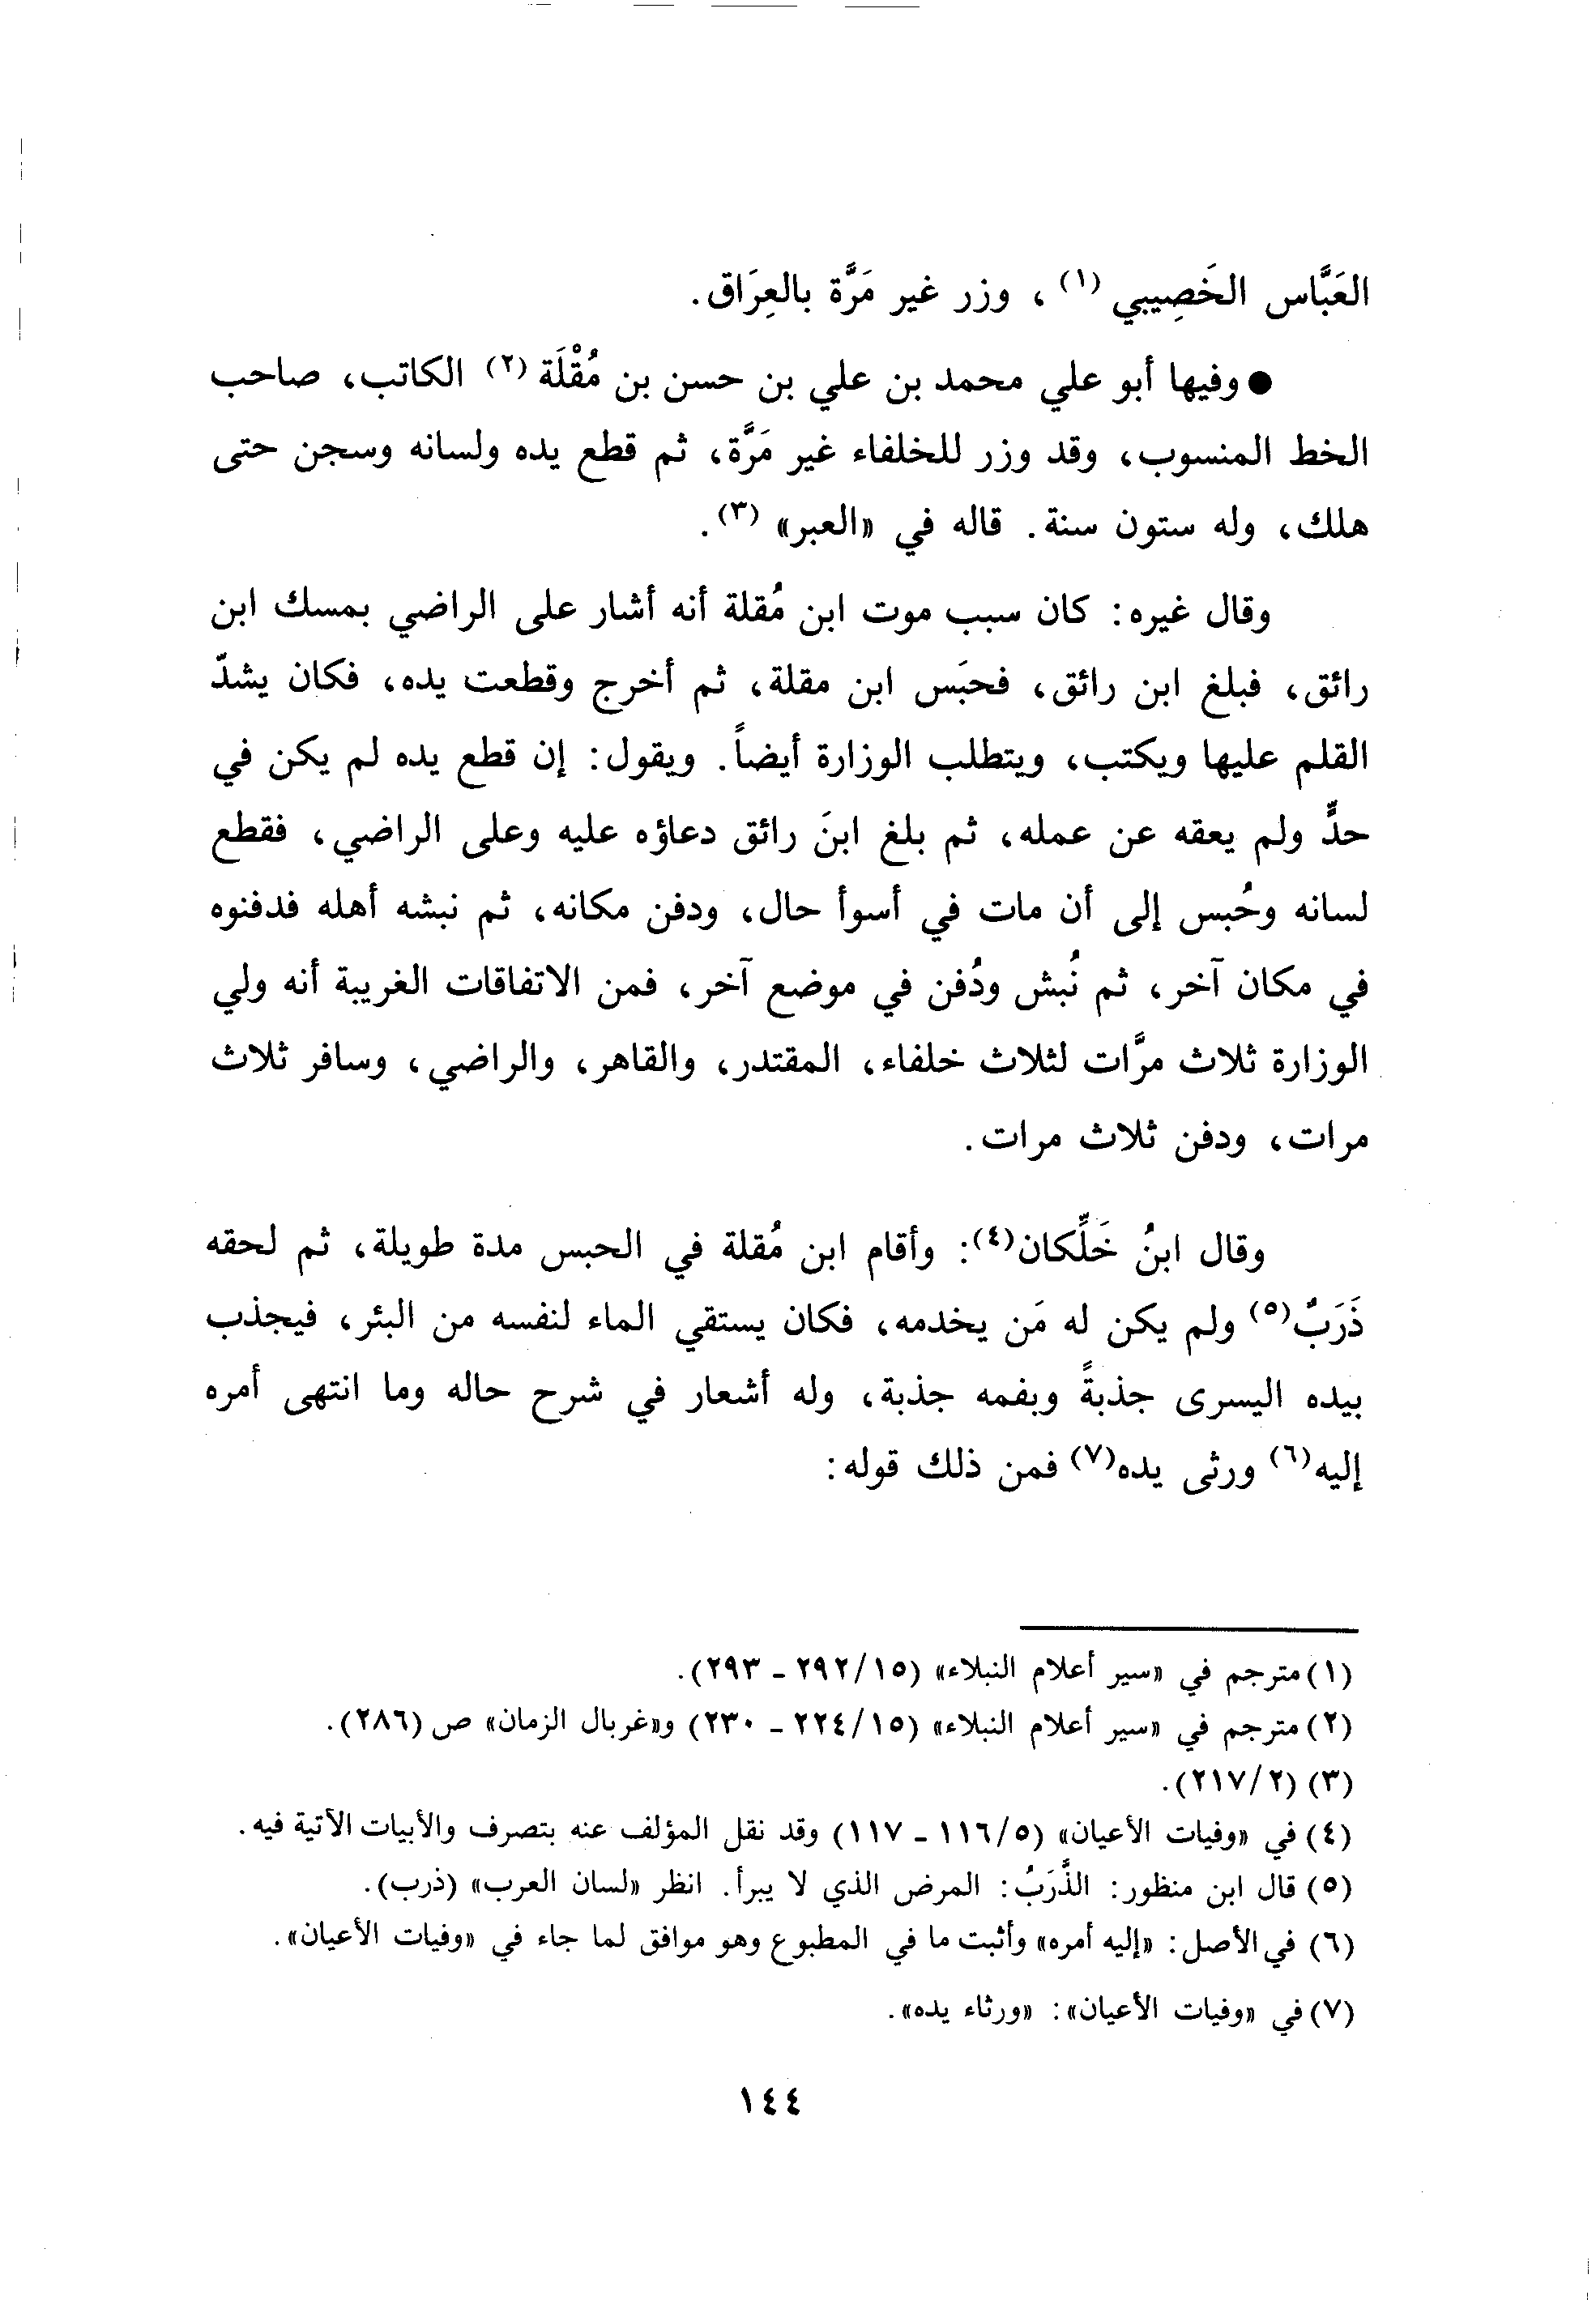 العَبَّاس الخَصِيبي (١) ، وزر غير مَرَّة بالعِرَاق.
● وفيها أبو علي محمد بن علي بن حسن بن مُقْلَة (٢) الكاتب، صاحب
الخط المنسوب، وقد وزر للخلفاء غير مَرَّة، ثم قطع يده ولسانه وسجن حتى
هلك، وله ستون سنة. قاله في «العبر» (٣).
وقال غيره: كان سبب موت ابن مُقلة أنه أشار على الراضي بمسك ابن
رائق، فبلغ ابن رائق، فحبَس ابن مقلة، ثم أخرج وقطعت يده، فكان يشدّ
القلم عليها ويكتب، ويتطلب الوزارة أيضاً. ويقول: إن قطع يده لم يكن في
حدٍّ ولم يعقه عن عمله، ثم بلغ ابنَ رائق دعاؤه عليه وعلى الراضي، فقطع
لسانه وحُبس إلى أن مات في أسوأ حال، ودفن مكانه، ثم نبشه أهله فدفنوه
في مكان آخر، ثم نُبش ودُفن في موضع آخر، فمن الاتفاقات الغريبة أنه ولي
الوزارة ثلاث مرَّات لثلاث خلفاء، المقتدر، والقاهر، والراضي، وسافر ثلاث
مرات، ودفن ثلاث مرات.
وقال ابنُ خَلِّكان(٤): وأقام ابن مُقلة في الحبس مدة طويلة، ثم لحقه
ذَرَبٌ(٥) ولم يكن له مَن يخدمه، فكان يستقي الماء لنفسه من البئر، فيجذب
بيده اليسرى جذبةً وبفمه جذبة، وله أشعار في شرح حاله وما انتهى أمره
إليه(٦) ورثى يده(٧) فمن ذلك قوله:
(١) مترجم في «سير أعلام النبلاء» (١٥/ ٢٩٢ ـ ٢٩٣).
(٢) مترجم في «سير أعلام النبلاء» (١٥/ ٢٢٤ ـ ٢٣٠) و«غربال الزمان» ص (٢٨٦).
(٣) (٢/ ٢١٧).
(٤) في «وفيات الأعيان» (٥/ ١١٦ ـ ١١٧) وقد نقل المؤلف عنه بتصرف والأبيات الآتية فيه.
(٥) قال ابن منظور: الذَّرَبُ: المرض الذي لا يبرأ. انظر «لسان العرب» (ذرب).
(٦) في الأصل: «إليه أمره» وأثبت ما في المطبوع وهو موافق لما جاء في «وفيات الأعيان».
(٧) في «وفيات الأعيان»: «ورثاء يده».
١٤٤